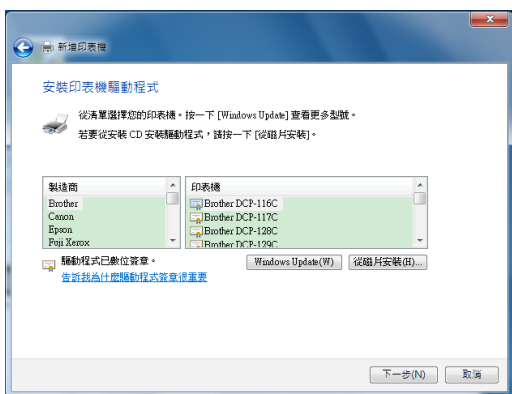 新增印表機
安裝印表機驅動程式
從清單選擇您的印表機。按一下 [Windows Update] 查看更多型號。
若要從安裝 CD 安裝驅動程式，請按一下 [從磁片安裝]。
製造商
Brother
Canon
Epson
Fuji Xerox
印表機
Brother DCP-116C
Brother DCP-117C
Brother DCP-128C
Brother DCP-129C
驅動程式已數位簽章。
告訴我為什麼驅動程式簽章很重要
Windows Update(W)
從磁片安裝(H)...
下一步(N)
取消